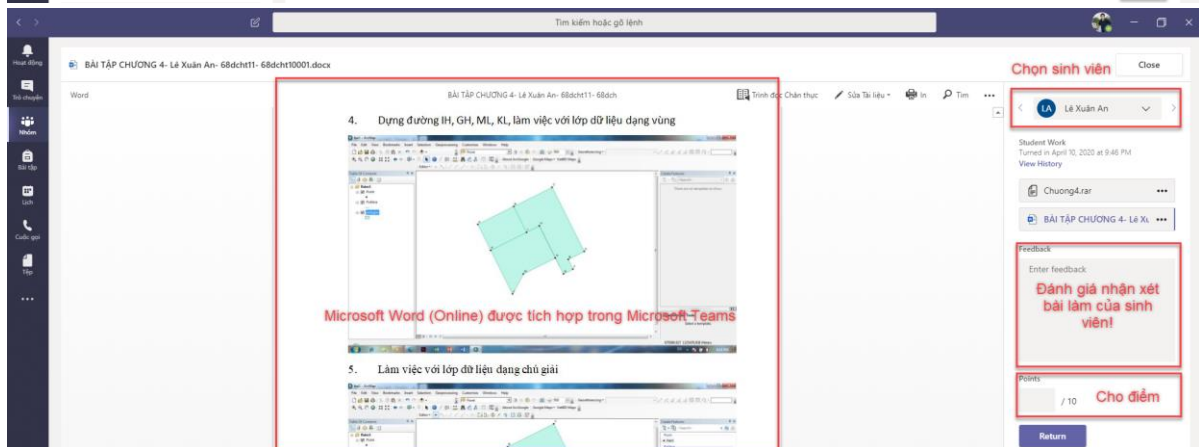 Tìm kiếm hoặc gõ lệnh
Hoạt động
BÀI TẬP CHƯƠNG 4- Lê Xuân An- 68dcht11- 68dcht10001.docx
Chọn sinh viên
Close
Trò chuyện
Word
BÀI TẬP CHƯƠNG 4- Lê Xuân An- 68dcht11- 68dch
Trình đọc Chân thực
Sửa Tài liệu
In
Tìm
LA
Lê Xuân An
Nhóm
4. Dựng đường IH, GH, ML, KL, làm việc với lớp dữ liệu dạng vùng
Bài tập
Student Work
Turned in April 10, 2020 at 9:46 PM
View History
Lịch
Chuong4.rar
Cuộc gọi
BÀI TẬP CHƯƠNG 4- Lê Xu
Tệp
Feedback
Enter feedback
Đánh giá nhận xét
bài làm của sinh
viên!
Microsoft Word (Online) được tích hợp trong Microsoft Teams
5. Làm việc với lớp dữ liệu dạng chú giải
Points
/ 10
Cho điểm
Return